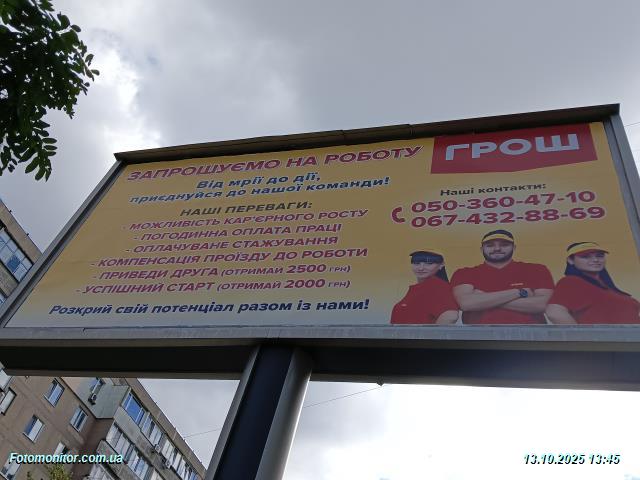 ЗАПРОШУЄМО НА РОБОТУ
Від мрії до дії,
приєднуйся до нашої команди!
НАШІ ПЕРЕВАГИ:
- МОЖЛИВІСТЬ КАР'ЄРНОГО РОСТУ
- ПОГОДИННА ОПЛАТА ПРАЦІ
- ОПЛАЧУВАНЕ СТАЖУВАННЯ
- КОМПЕНСАЦІЯ ПРОЇЗДУ ДО РОБОТИ
- ПРИВЕДИ ДРУГА (ОТРИМАЙ 2500 ГРН)
- УСПІШНИЙ СТАРТ (ОТРИМАЙ 2000 ГРН)
Розкрий свій потенціал разом із нами!
ГРОШ
Наші контакти:
050-360-47-10
067-432-88-69
Fotomonitor.com.ua
13.10.2025 13:45